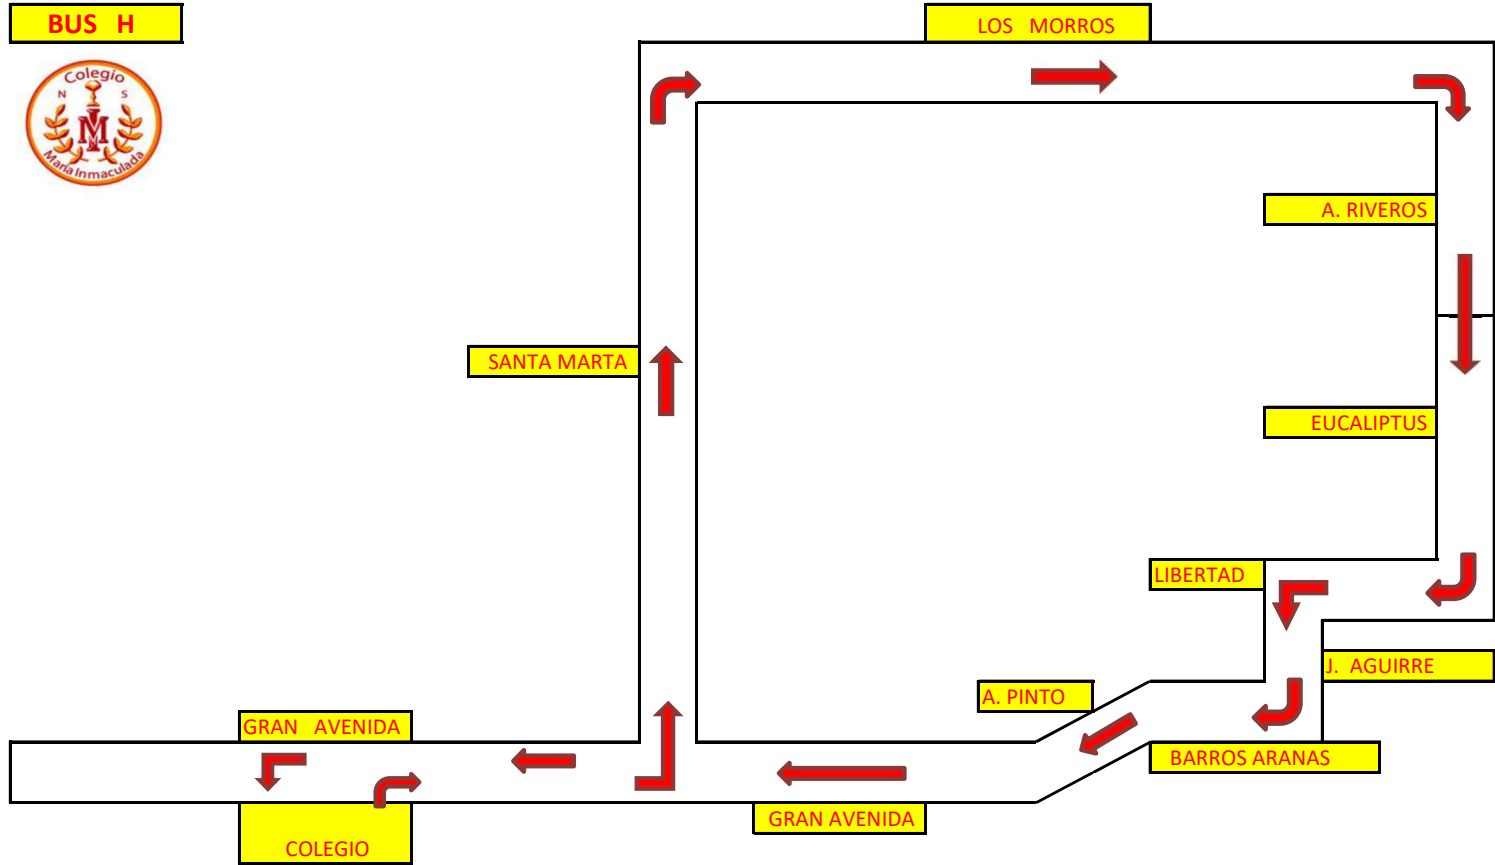 BUS H
LOS MORROS
Colegio
N S
M
María Inmaculada
A. RIVEROS
SANTA MARTA
EUCALIPTUS
LIBERTAD
J. AGUIRRE
A. PINTO
GRAN AVENIDA
BARROS ARANAS
GRAN AVENIDA
COLEGIO